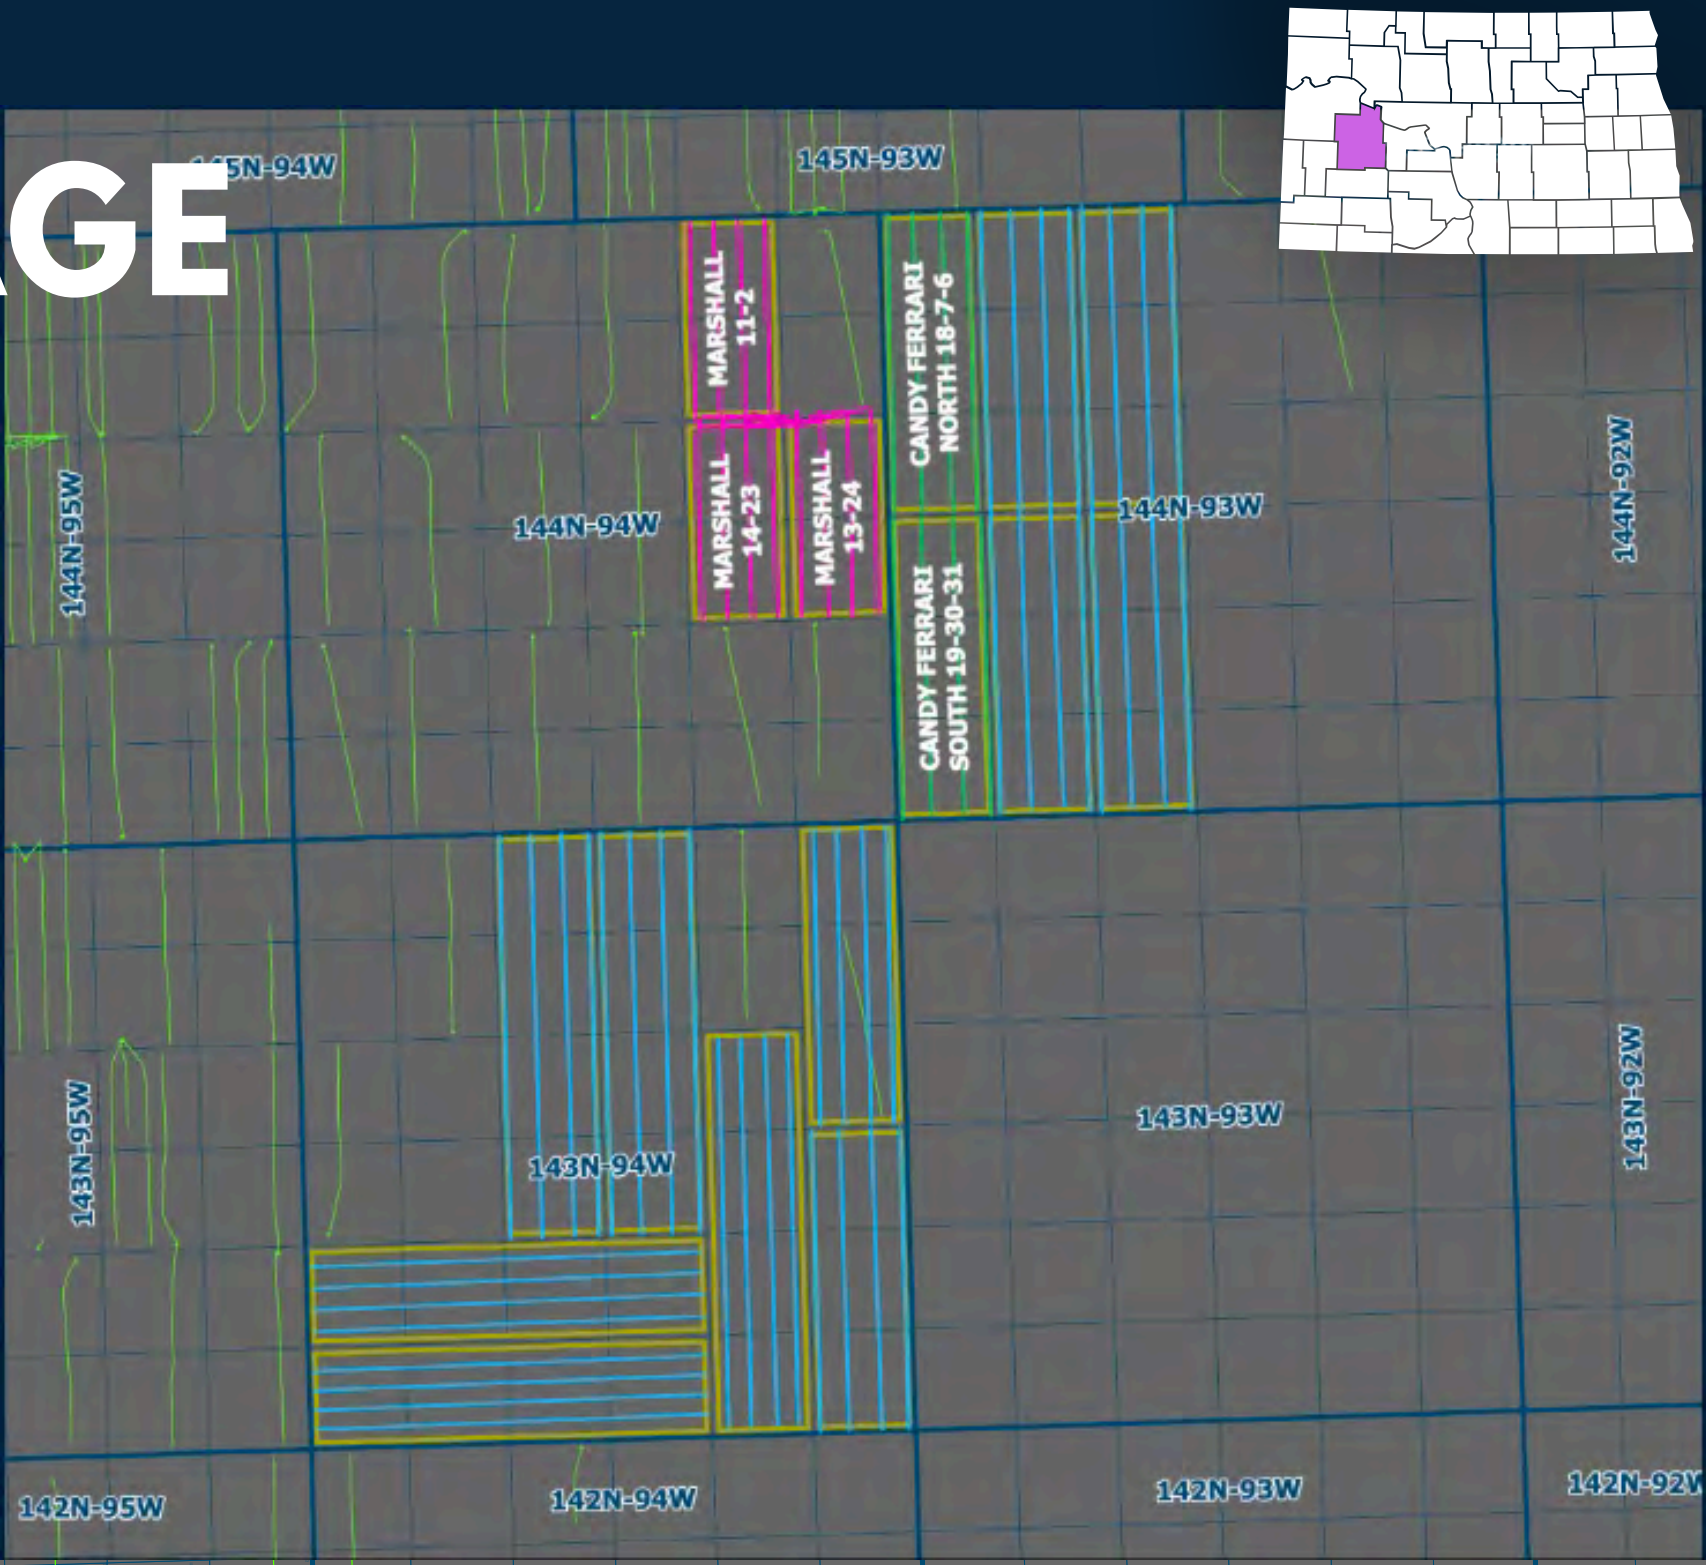 145N-94W
145N-93W
GE
MARSHALL
11-2
CANDY FERRARI
NORTH 18-7-6
144N-95W
144N-94W
MARSHALL
14-23
MARSHALL
13-24
144N-93W
144N-92W
CANDY FERRARI
SOUTH 19-30-31
143N-95W
143N-94W
143N-93W
143N-92W
142N-95W
142N-94W
142N-93W
142N-92W